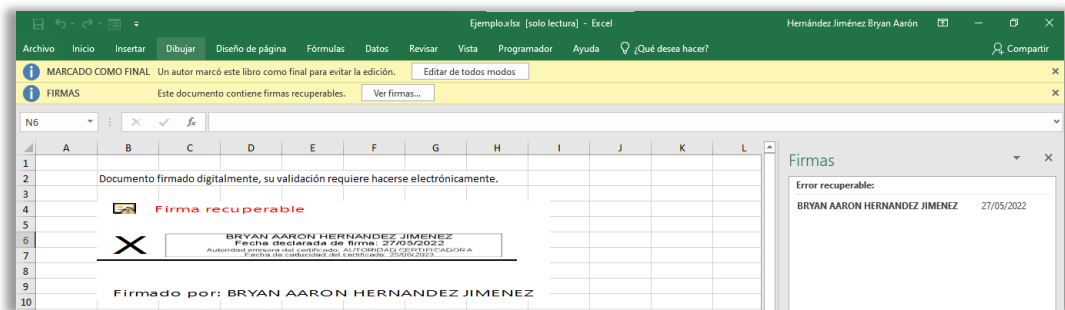 Ejemplo.xlsx [solo lectura] - Excel
Hernández Jiménez Bryan Aarón
Archivo Inicio Insertar Dibujar Diseño de página Fórmulas Datos Revisar Vista Programador Ayuda ¿Qué desea hacer? Compartir
MARCADO COMO FINAL Un autor marcó este libro como final para evitar la edición. Editar de todos modos
FIRMAS Este documento contiene firmas recuperables. Ver firmas...
N6 fx
A B C D E F G H I J K L
Firmas
1
2 Documento firmado digitalmente, su validación requiere hacerse electrónicamente.
Error recuperable:
3
4 Firma recuperable
BRYAN AARON HERNANDEZ JIMENEZ 27/05/2022
5
6 X BRYAN AARON HERNANDEZ JIMENEZ
Fecha declarada de firma: 27/05/2022
7 Autoridad emisora del certificado: AUTORIDAD CERTIFICADORA
Fecha de caducidad del certificado: 25/06/2023
8
9
Firmado por: BRYAN AARON HERNANDEZ JIMENEZ
10